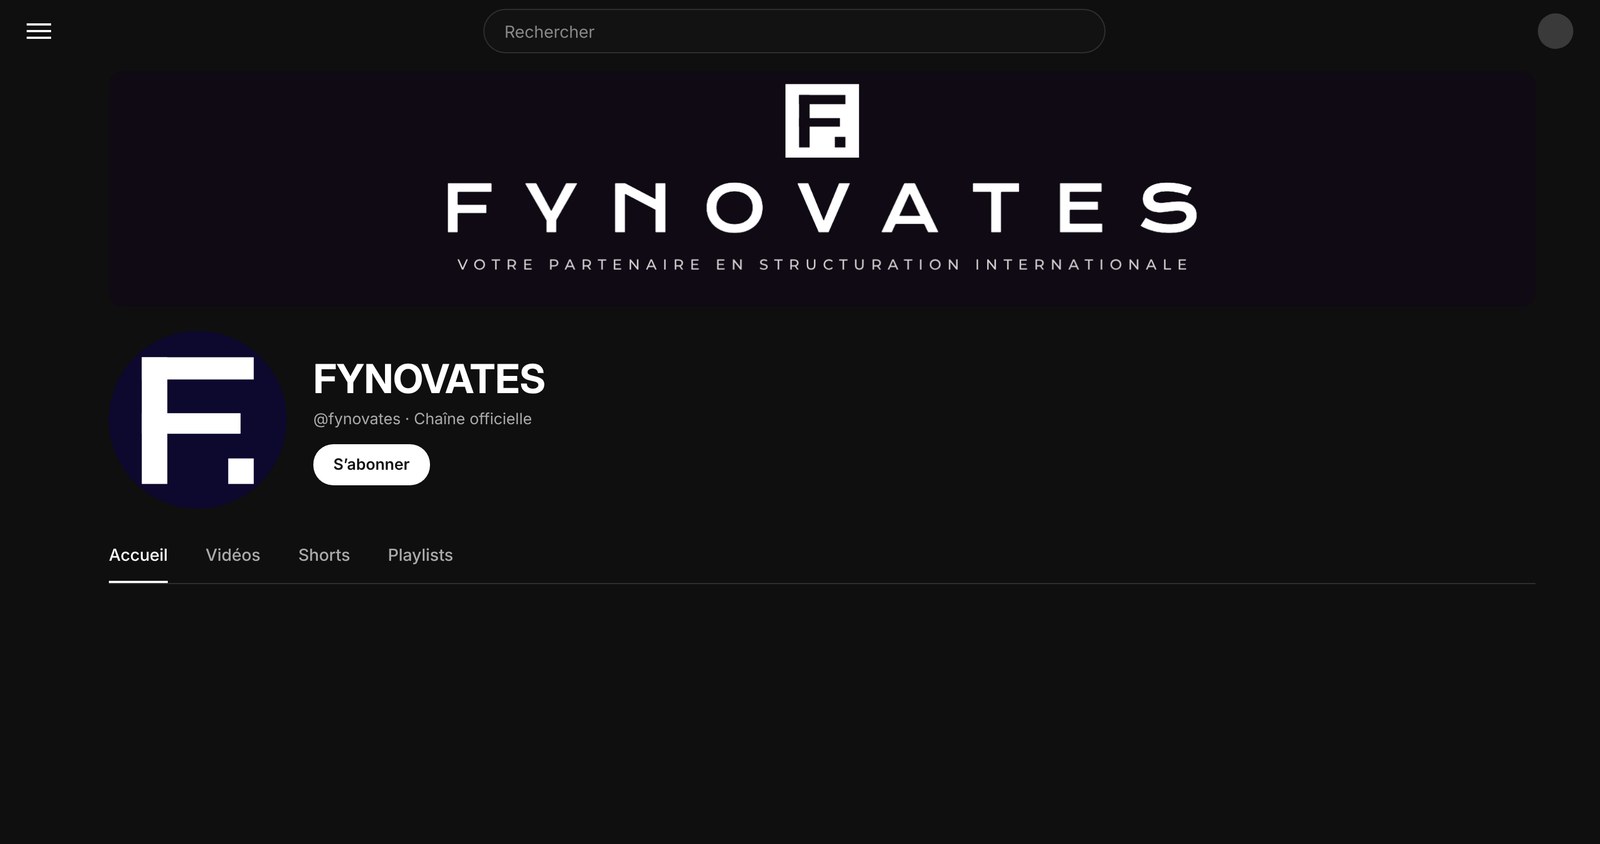 Rechercher
F.
FYNOVATES
VOTRE PARTENAIRE EN STRUCTURATION INTERNATIONALE
F.
FYNOVATES
@fynovates · Chaîne officielle
S’abonner
Accueil Vidéos Shorts Playlists